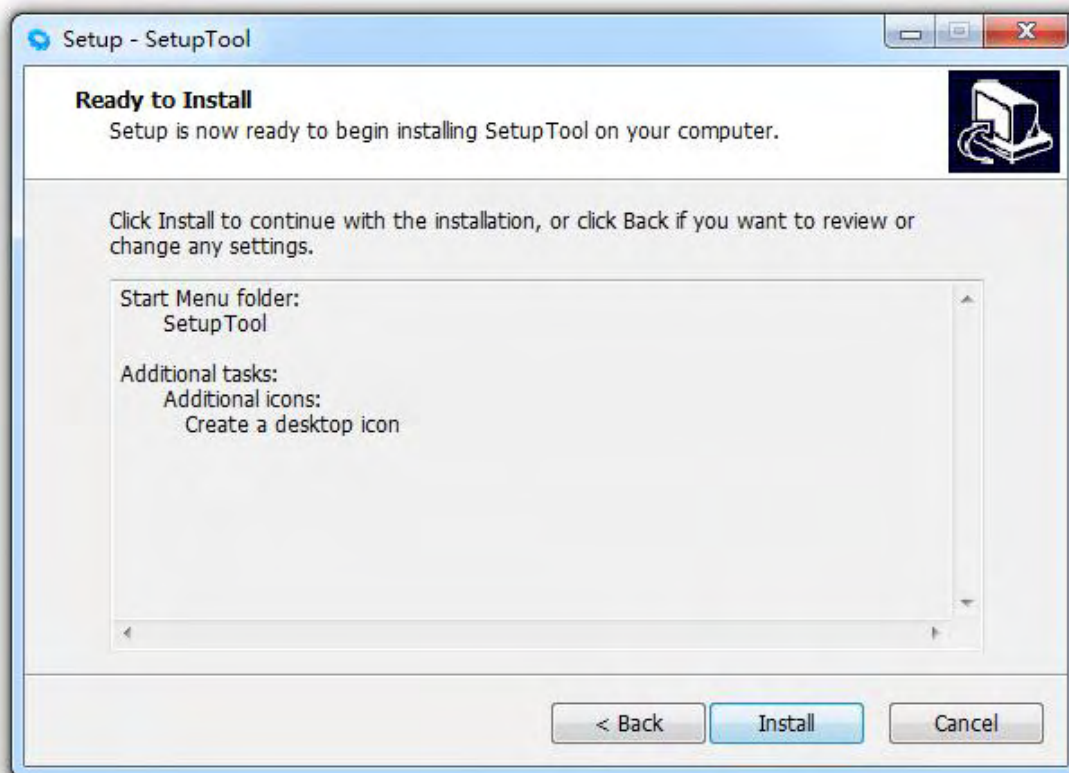 Setup - SetupTool
Ready to Install
Setup is now ready to begin installing SetupTool on your computer.
Click Install to continue with the installation, or click Back if you want to review or
change any settings.
Start Menu folder:
SetupTool
Additional tasks:
Additional icons:
Create a desktop icon
< Back
Install
Cancel